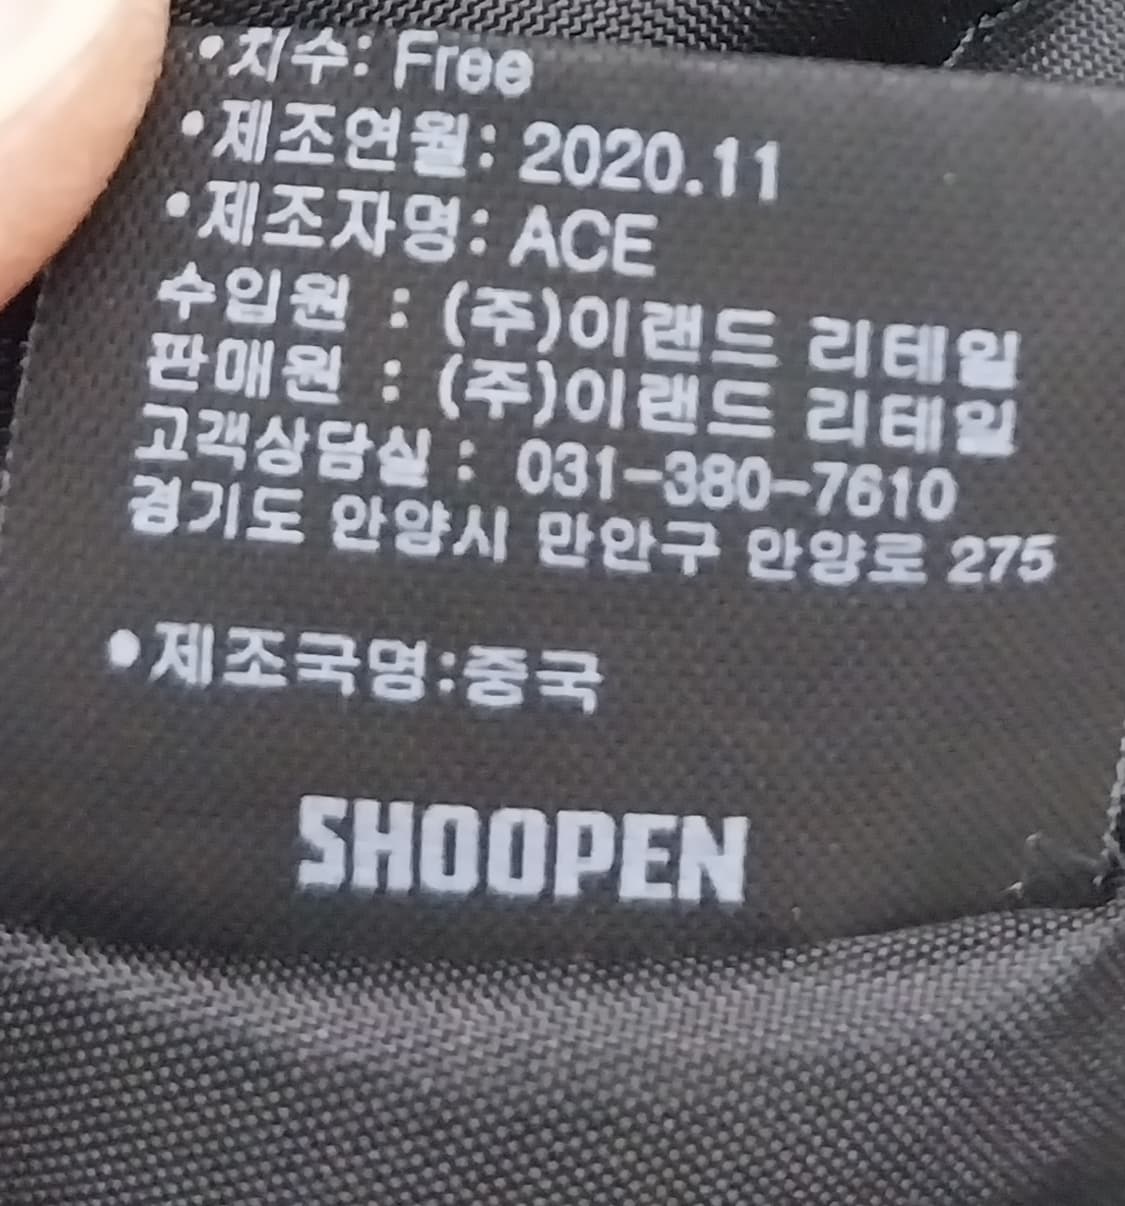 •치수: Free
•제조연월: 2020.11
•제조자명: ACE
수입원 : (주)이랜드 리테일
판매원 : (주)이랜드 리테일
고객상담실 : 031-380-7610
경기도 안양시 만안구 안양로 275
•제조국명:중국
SHOOPEN